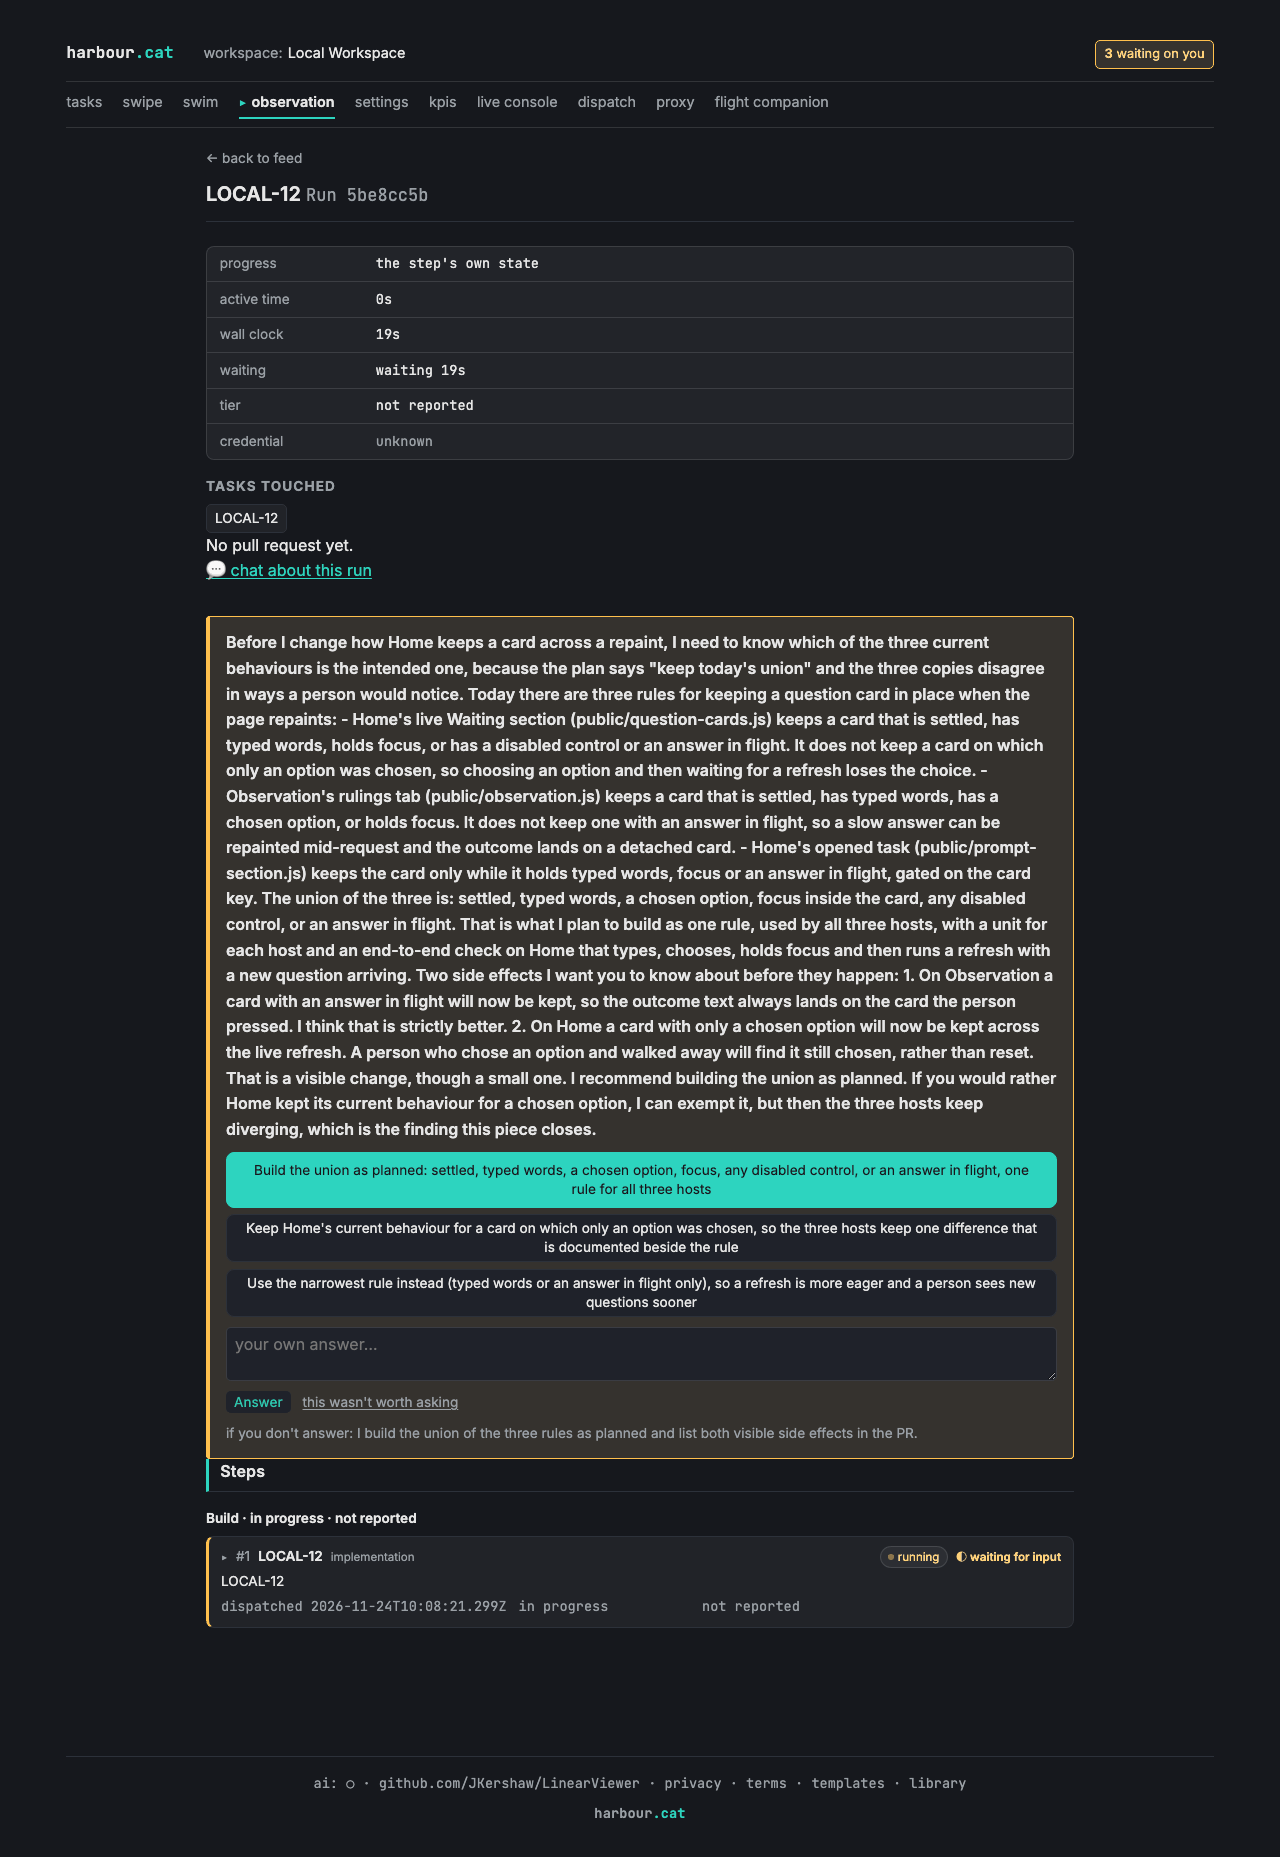 harbour.cat
workspace: Local Workspace
3 waiting on you
tasks swipe swim ▸ observation settings kpis live console dispatch proxy flight companion
← back to feed
LOCAL-12 Run 5be8cc5b
progress the step's own state
active time 0s
wall clock 19s
waiting waiting 19s
tier not reported
credential unknown
TASKS TOUCHED
LOCAL-12
No pull request yet.
💬 chat about this run
Before I change how Home keeps a card across a repaint, I need to know which of the three current
behaviours is the intended one, because the plan says "keep today's union" and the three copies disagree
in ways a person would notice. Today there are three rules for keeping a question card in place when the
page repaints: - Home's live Waiting section (public/question-cards.js) keeps a card that is settled, has
typed words, holds focus, or has a disabled control or an answer in flight. It does not keep a card on which
only an option was chosen, so choosing an option and then waiting for a refresh loses the choice. -
Observation's rulings tab (public/observation.js) keeps a card that is settled, has typed words, has a
chosen option, or holds focus. It does not keep one with an answer in flight, so a slow answer can be
repainted mid-request and the outcome lands on a detached card. - Home's opened task (public/prompt-
section.js) keeps the card only while it holds typed words, focus or an answer in flight, gated on the card
key. The union of the three is: settled, typed words, a chosen option, focus inside the card, any disabled
control, or an answer in flight. That is what I plan to build as one rule, used by all three hosts, with a unit for
each host and an end-to-end check on Home that types, chooses, holds focus and then runs a refresh with
a new question arriving. Two side effects I want you to know about before they happen: 1. On Observation a
card with an answer in flight will now be kept, so the outcome text always lands on the card the person
pressed. I think that is strictly better. 2. On Home a card with only a chosen option will now be kept across
the live refresh. A person who chose an option and walked away will find it still chosen, rather than reset.
That is a visible change, though a small one. I recommend building the union as planned. If you would rather
Home kept its current behaviour for a chosen option, I can exempt it, but then the three hosts keep
diverging, which is the finding this piece closes.
Build the union as planned: settled, typed words, a chosen option, focus, any disabled control, or an answer in flight, one
rule for all three hosts
Keep Home's current behaviour for a card on which only an option was chosen, so the three hosts keep one difference that
is documented beside the rule
Use the narrowest rule instead (typed words or an answer in flight only), so a refresh is more eager and a person sees new
questions sooner
your own answer...
Answer this wasn't worth asking
if you don't answer: I build the union of the three rules as planned and list both visible side effects in the PR.
Steps
Build · in progress · not reported
▸ #1 LOCAL-12 implementation running ◐ waiting for input
LOCAL-12
dispatched 2026-11-24T10:08:21.299Z in progress not reported
ai: ○ · github.com/JKershaw/LinearViewer · privacy · terms · templates · library
harbour.cat